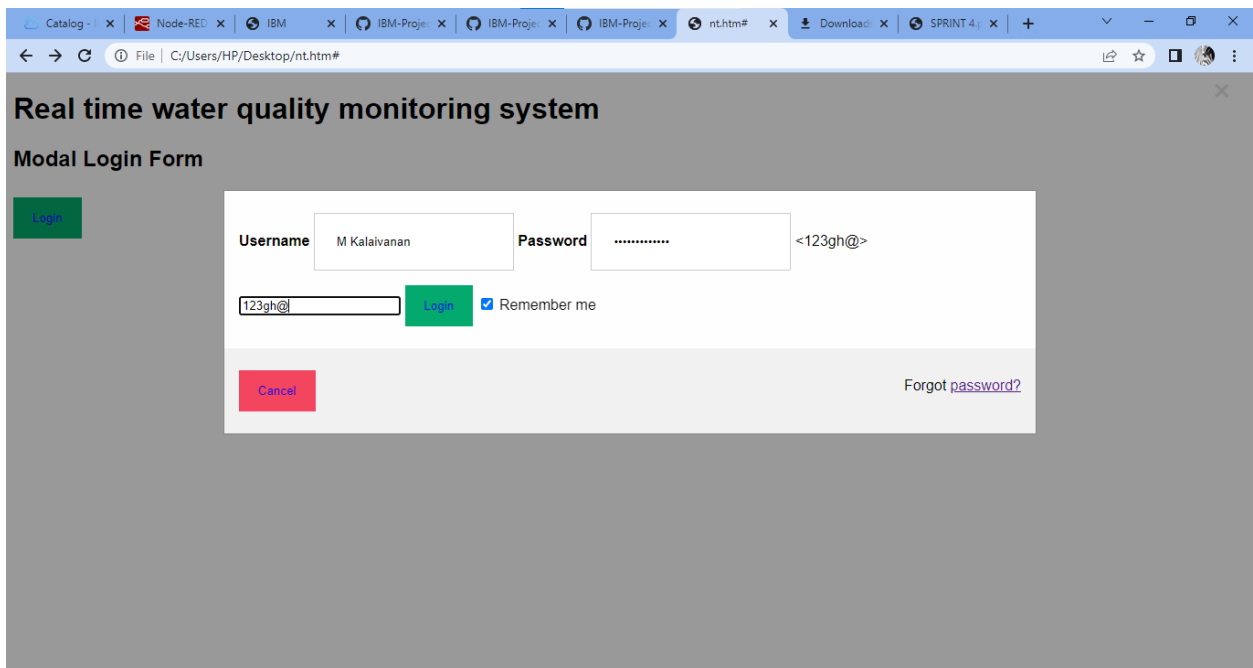 Catalog - I
Node-RED
IBM
IBM-Projec
IBM-Projec
IBM-Projec
nt.htm#
Download
SPRINT 4.p
File | C:/Users/HP/Desktop/nt.htm#
Real time water quality monitoring system
Modal Login Form
Login
Username M Kalaivanan Password ••••••••••••• <123gh@>
123gh@ Login Remember me
Cancel Forgot password?